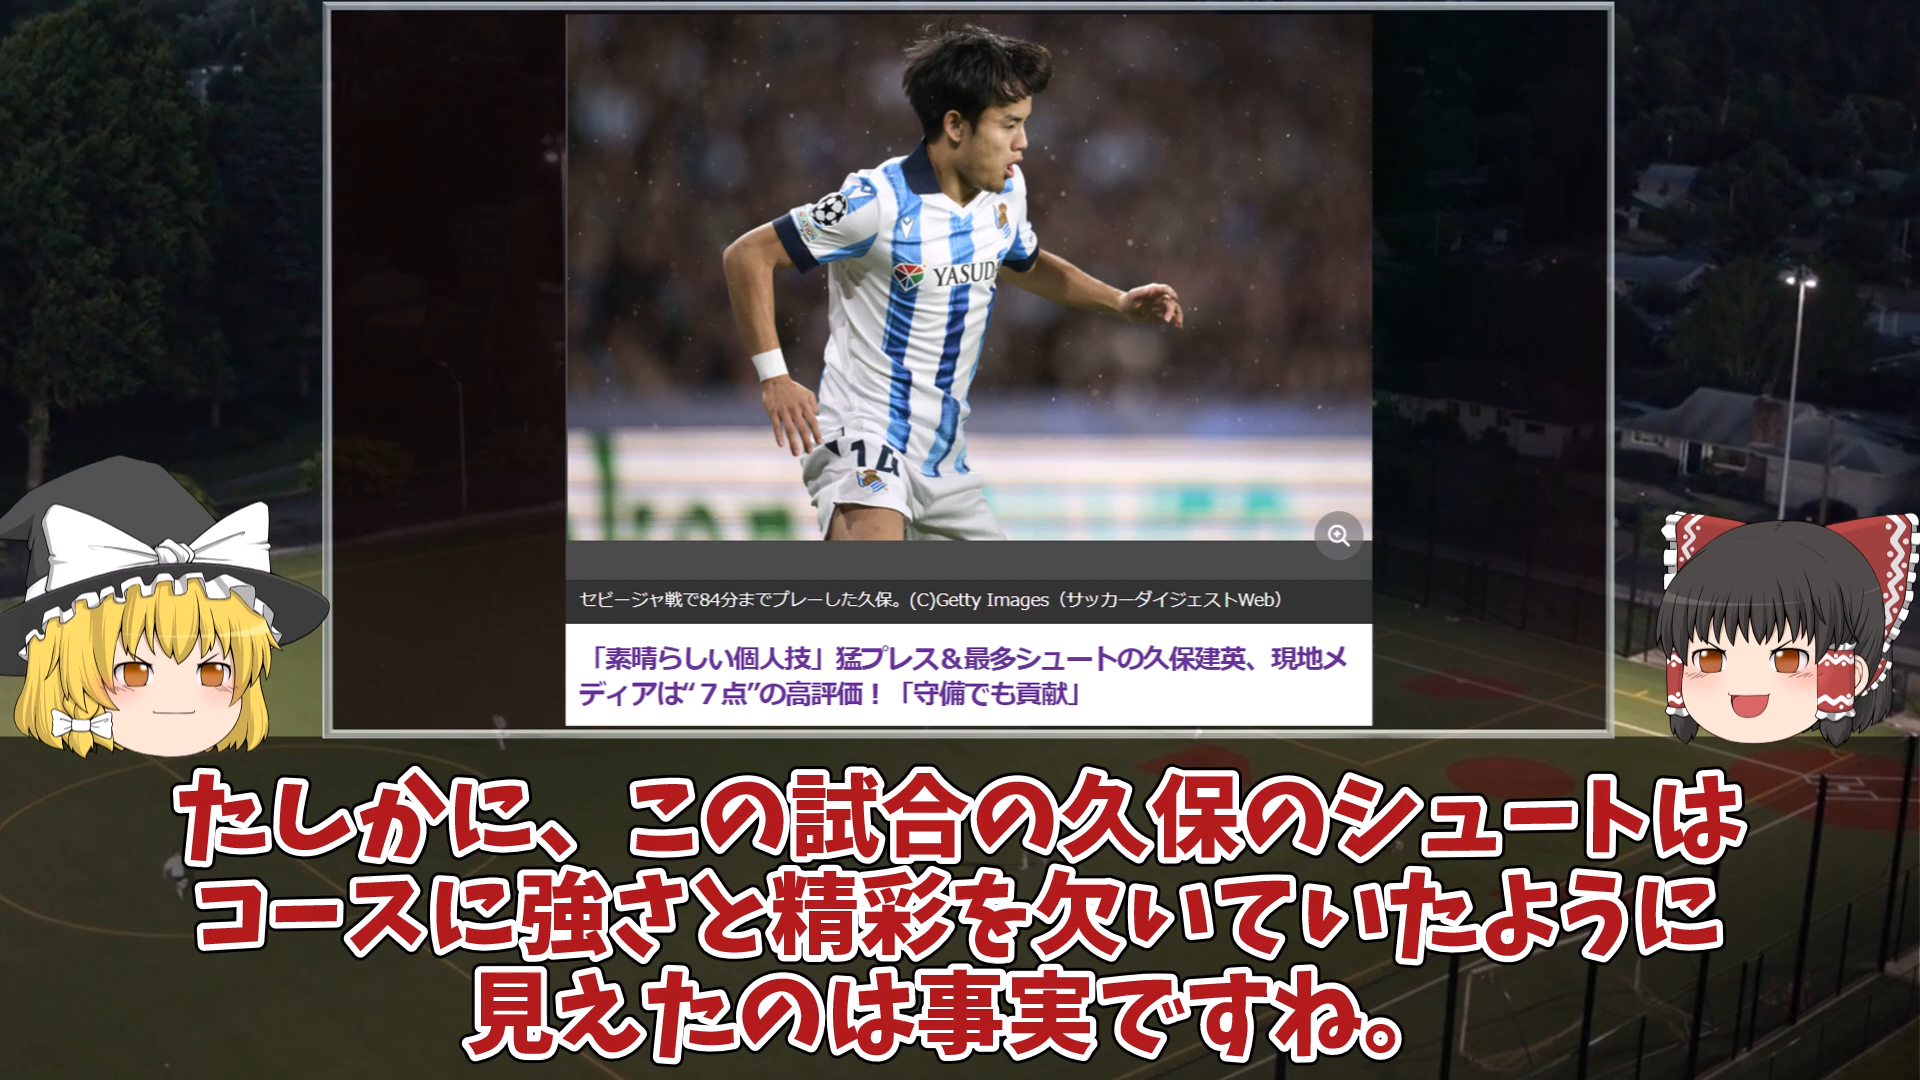 YASUD
14
セビージャ戦で84分までプレーした久保。(C)Getty Images（サッカーダイジェストWeb）
「素晴らしい個人技」猛プレス＆最多シュートの久保建英、現地メ
ディアは“７点”の高評価！「守備でも貢献」
たしかに、この試合の久保のシュートは
コースに強さと精彩を欠いていたように
見えたのは事実ですね。